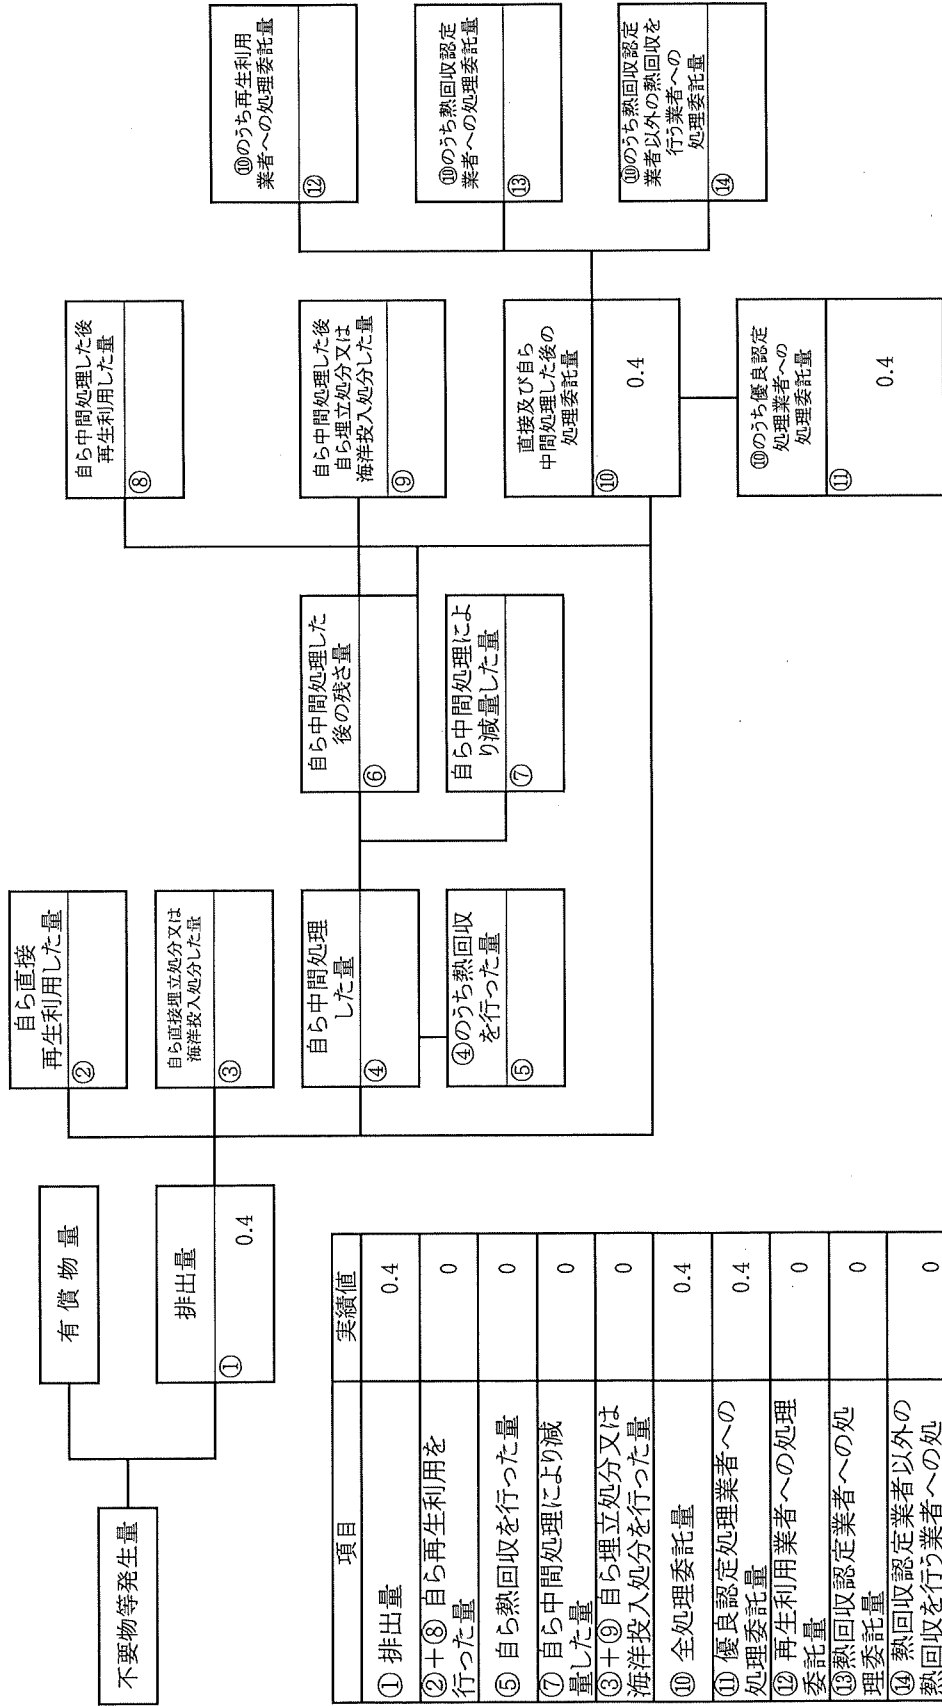 不要物等発生量
有償物量
排出量
①
0.4
自ら直接
再生利用した量
②
自ら直接埋立処分又は
海洋投入処分した量
③
自ら中間処理
した量
④
④のうち熱回収
を行った量
⑤
自ら中間処理した
後の残さ量
⑥
自ら中間処理によ
り減量した量
⑦
自ら中間処理した後
再生利用した量
⑧
自ら中間処理した後
自ら埋立処分又は
海洋投入処分した量
⑨
直接及び自ら
中間処理した後の
処理委託量
⑩
0.4
⑩のうち優良認定
処理業者への
処理委託量
⑪
0.4
⑩のうち再生利用
業者への処理委託量
⑫
⑩のうち熱回収認定
業者への処理委託量
⑬
⑩のうち熱回収認定
業者以外の熱回収を
行う業者への
処理委託量
⑭
項目 実績値
① 排出量 0.4
②+⑧ 自ら再生利用を
行った量 0
⑤ 自ら熱回収を行った量 0
⑦ 自ら中間処理により減
量した量 0
③+⑨ 自ら埋立処分又は
海洋投入処分を行った量 0
⑩ 全処理委託量 0.4
⑪ 優良認定処理業者への
処理委託量 0.4
⑫ 再生利用業者への処理
委託量 0
⑬熱回収認定業者への処
理委託量 0
⑭ 熱回収認定業者以外の
熱回収を行う業者への処 0